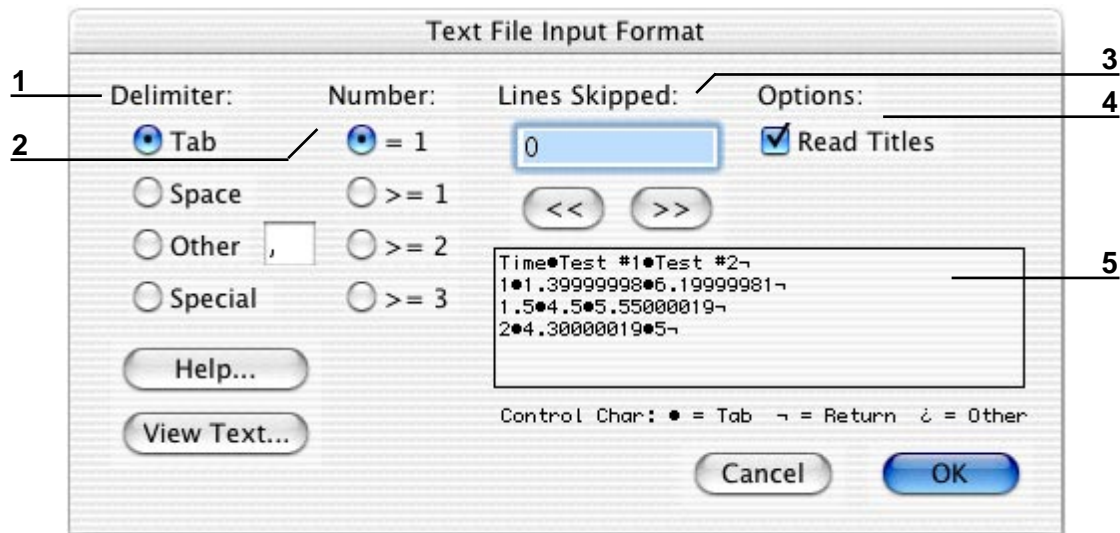 Text File Input Format
1
2
3
4
5
Delimiter:
Number:
Lines Skipped:
Options:
Tab
= 1
0
Read Titles
Space
>= 1
<<
>>
Other
,
>= 2
Special
>= 3
Time●Test #1●Test #2¬
1●1.39999998●6.19999981¬
1.5●4.5●5.55000019¬
2●4.30000019●5¬
Help...
View Text...
Control Char: ● = Tab ¬ = Return ¿ = Other
Cancel
OK